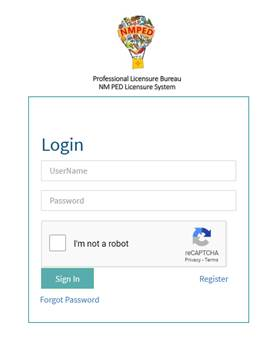 NMPED
Professional Licensure Bureau
NM PED Licensure System
Login
UserName
Password
I'm not a robot
reCAPTCHA
Privacy - Terms
Sign In
Register
Forgot Password